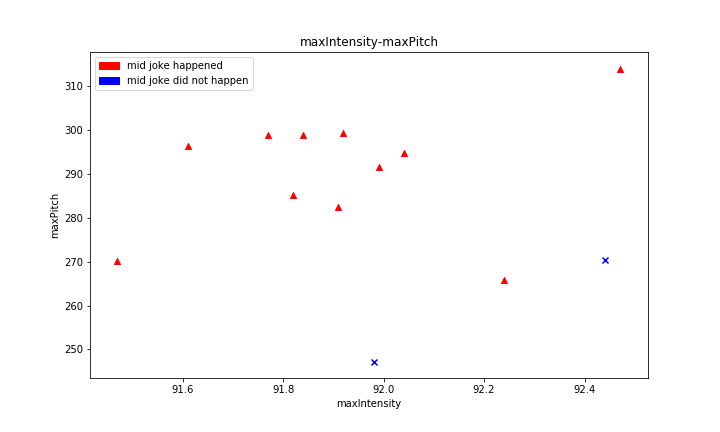 maxIntensity-maxPitch
mid joke happened
mid joke did not happen
maxPitch
310
300
290
280
270
260
250
91.6 91.8 92.0 92.2 92.4
maxIntensity